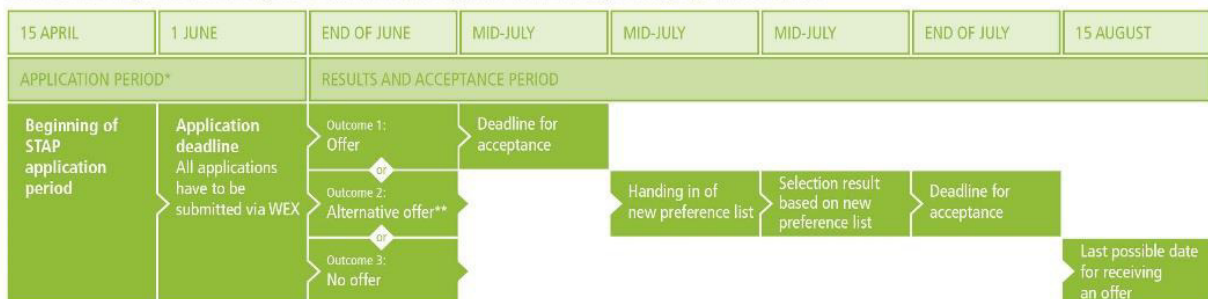 15 APRIL
1 JUNE
END OF JUNE
MID-JULY
MID-JULY
MID-JULY
END OF JULY
15 AUGUST
APPLICATION PERIOD*
RESULTS AND ACCEPTANCE PERIOD
Beginning of
STAP
application
period
Application
deadline
All applications
have to be
submitted via WEX
Outcome 1:
Offer
or
Outcome 2:
Alternative offer**
or
Outcome 3:
No offer
Deadline for
acceptance
Handing in of
new preference list
Selection result
based on new
preference list
Deadline for
acceptance
Last possible date
for receiving
an offer